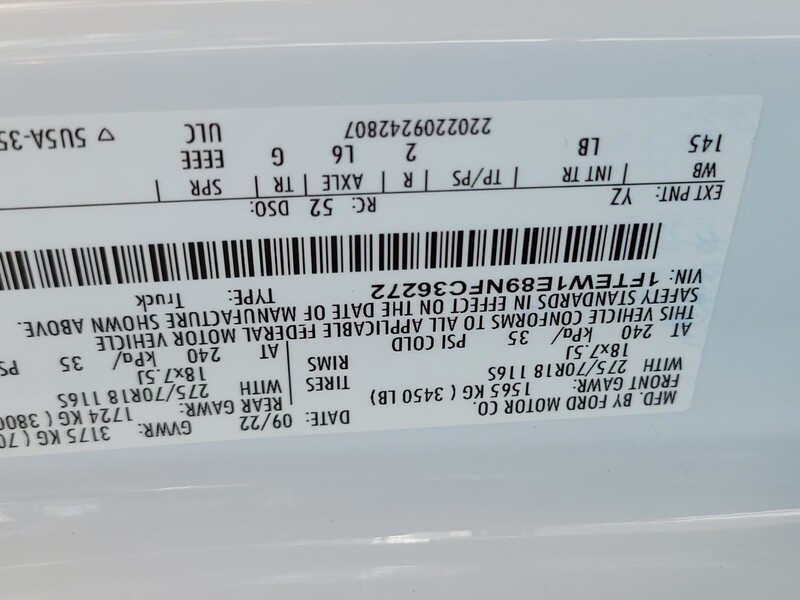 MFD. BY FORD MOTOR CO.
DATE: 09/22 GVWR: 3175 KG
FRONT GAWR: 1565 KG ( 3450 LB) REAR GAWR: 1724 KG
WITH 275/70R18 116S TIRES WITH 275/70R18 116S
18x7.5J RIMS 18x7.5J
AT 240 kPa/ 35 PSI COLD AT 240 kPa/ 35
THIS VEHICLE CONFORMS TO ALL APPLICABLE FEDERAL MOTOR VEHICLE
SAFETY STANDARDS IN EFFECT ON THE DATE OF MANUFACTURE SHOWN ABOVE.
VIN: 1FTEW1E89NFC36272 TYPE: Truck
EXT PNT: YZ RC: 52 DSO:
WB | INT TR | TP/PS | R | AXLE | TR | SPR |
145 LB 2 L6 G EEEE
2202209242807 ULC ▽ 5U5A-35